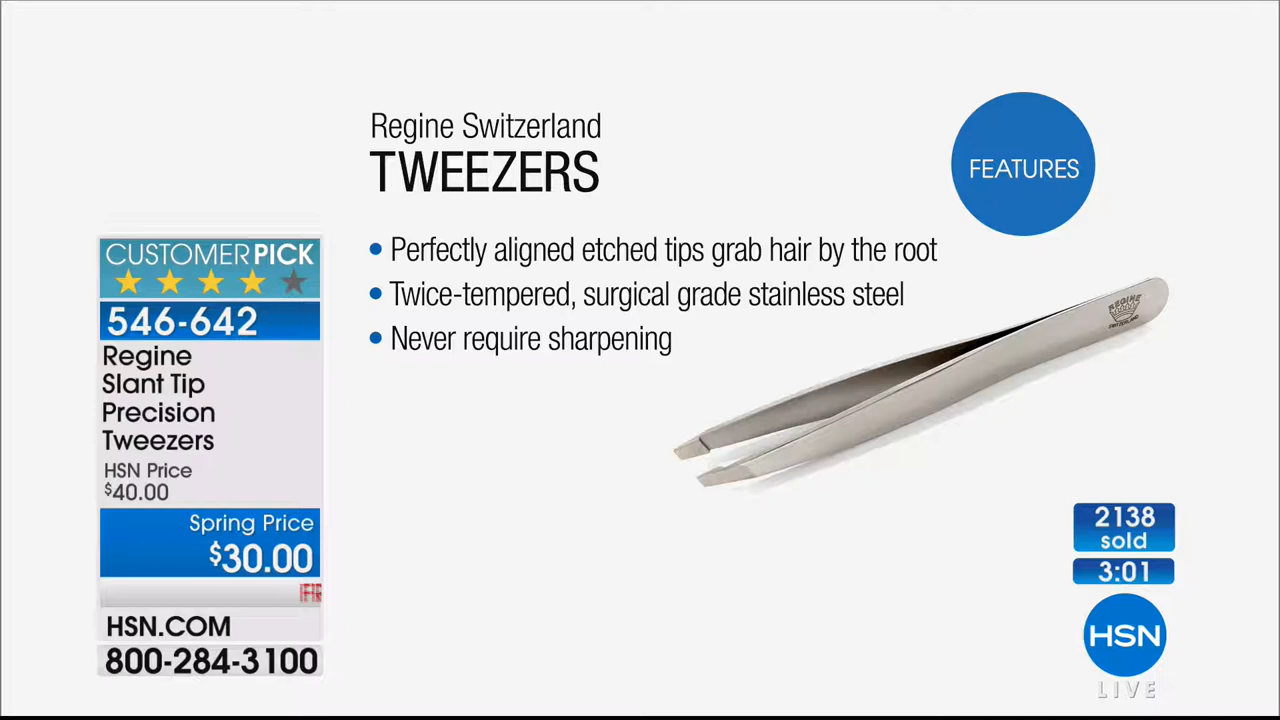 Regine Switzerland
TWEEZERS
FEATURES
• Perfectly aligned etched tips grab hair by the root
• Twice-tempered, surgical grade stainless steel
• Never require sharpening
CUSTOMER PICK
546-642
Regine
Slant Tip
Precision
Tweezers
HSN Price
$40.00
Spring Price
$30.00
HSN.COM
800-284-3100
REGINE
SWITZERLAND
2138
sold
3:01
HSN
LIVE